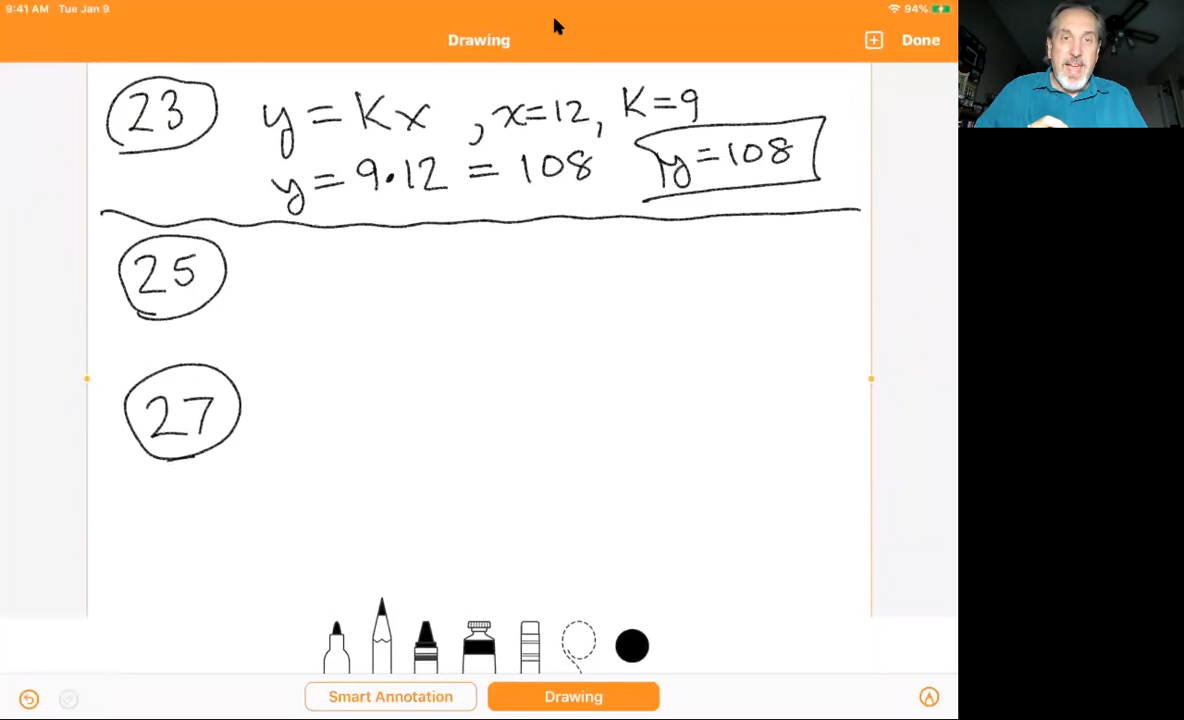 9:41 AM Tue Jan 9 94%
Drawing Done
23 y = Kx , x=12, K=9
y = 9•12 = 108 y=108
25
27
Smart Annotation Drawing